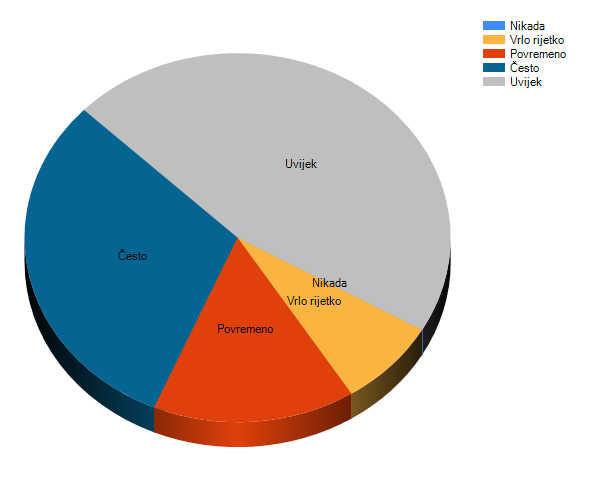 Nikada
Vrlo rijetko
Povremeno
Često
Uvijek
Uvijek
Često
Nikada
Vrlo rijetko
Povremeno